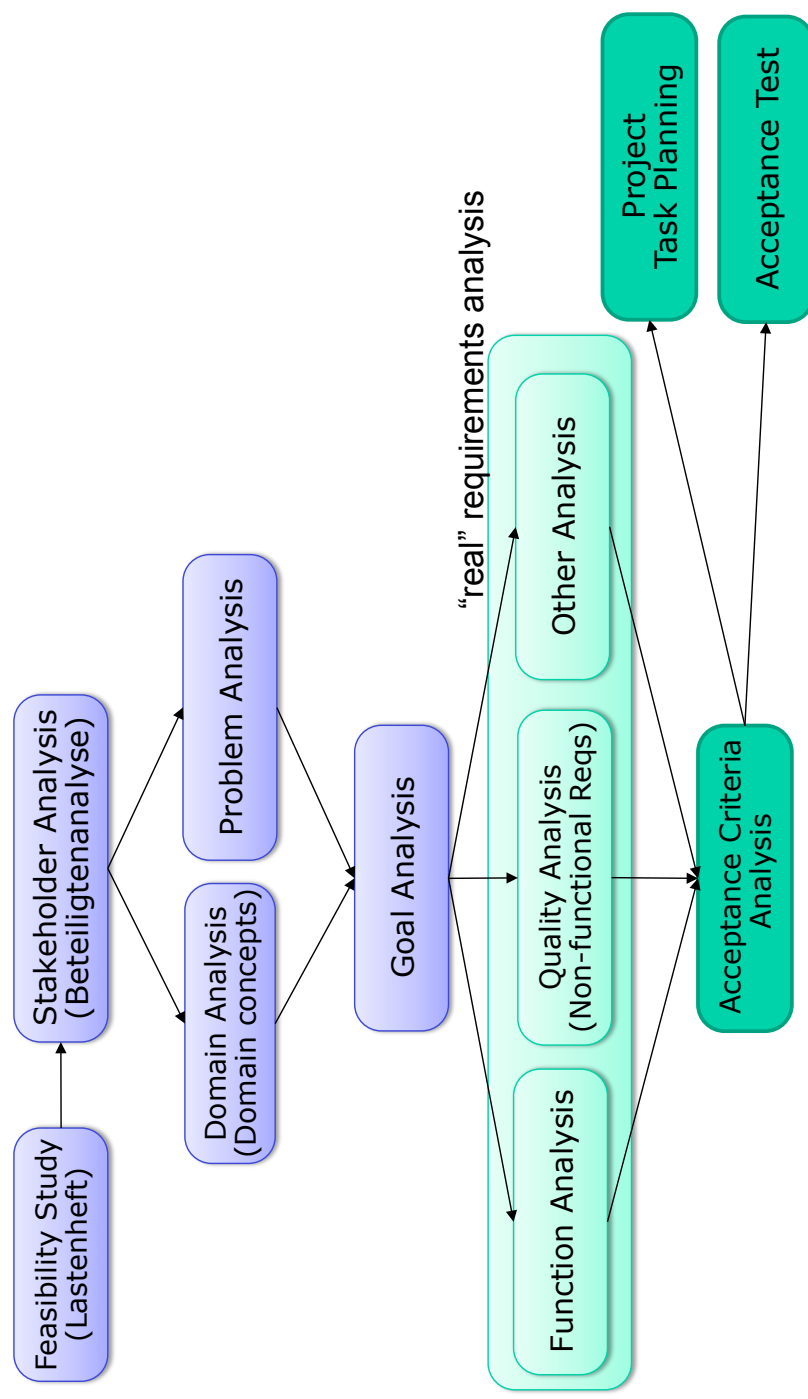 Feasibility Study
(Lastenheft)
Stakeholder Analysis
(Beteiligtenanalyse)
Domain Analysis
(Domain concepts)
Problem Analysis
Goal Analysis
“real” requirements analysis
Function Analysis
Quality Analysis
(Non-functional Reqs)
Other Analysis
Acceptance Criteria
Analysis
Project
Task Planning
Acceptance Test